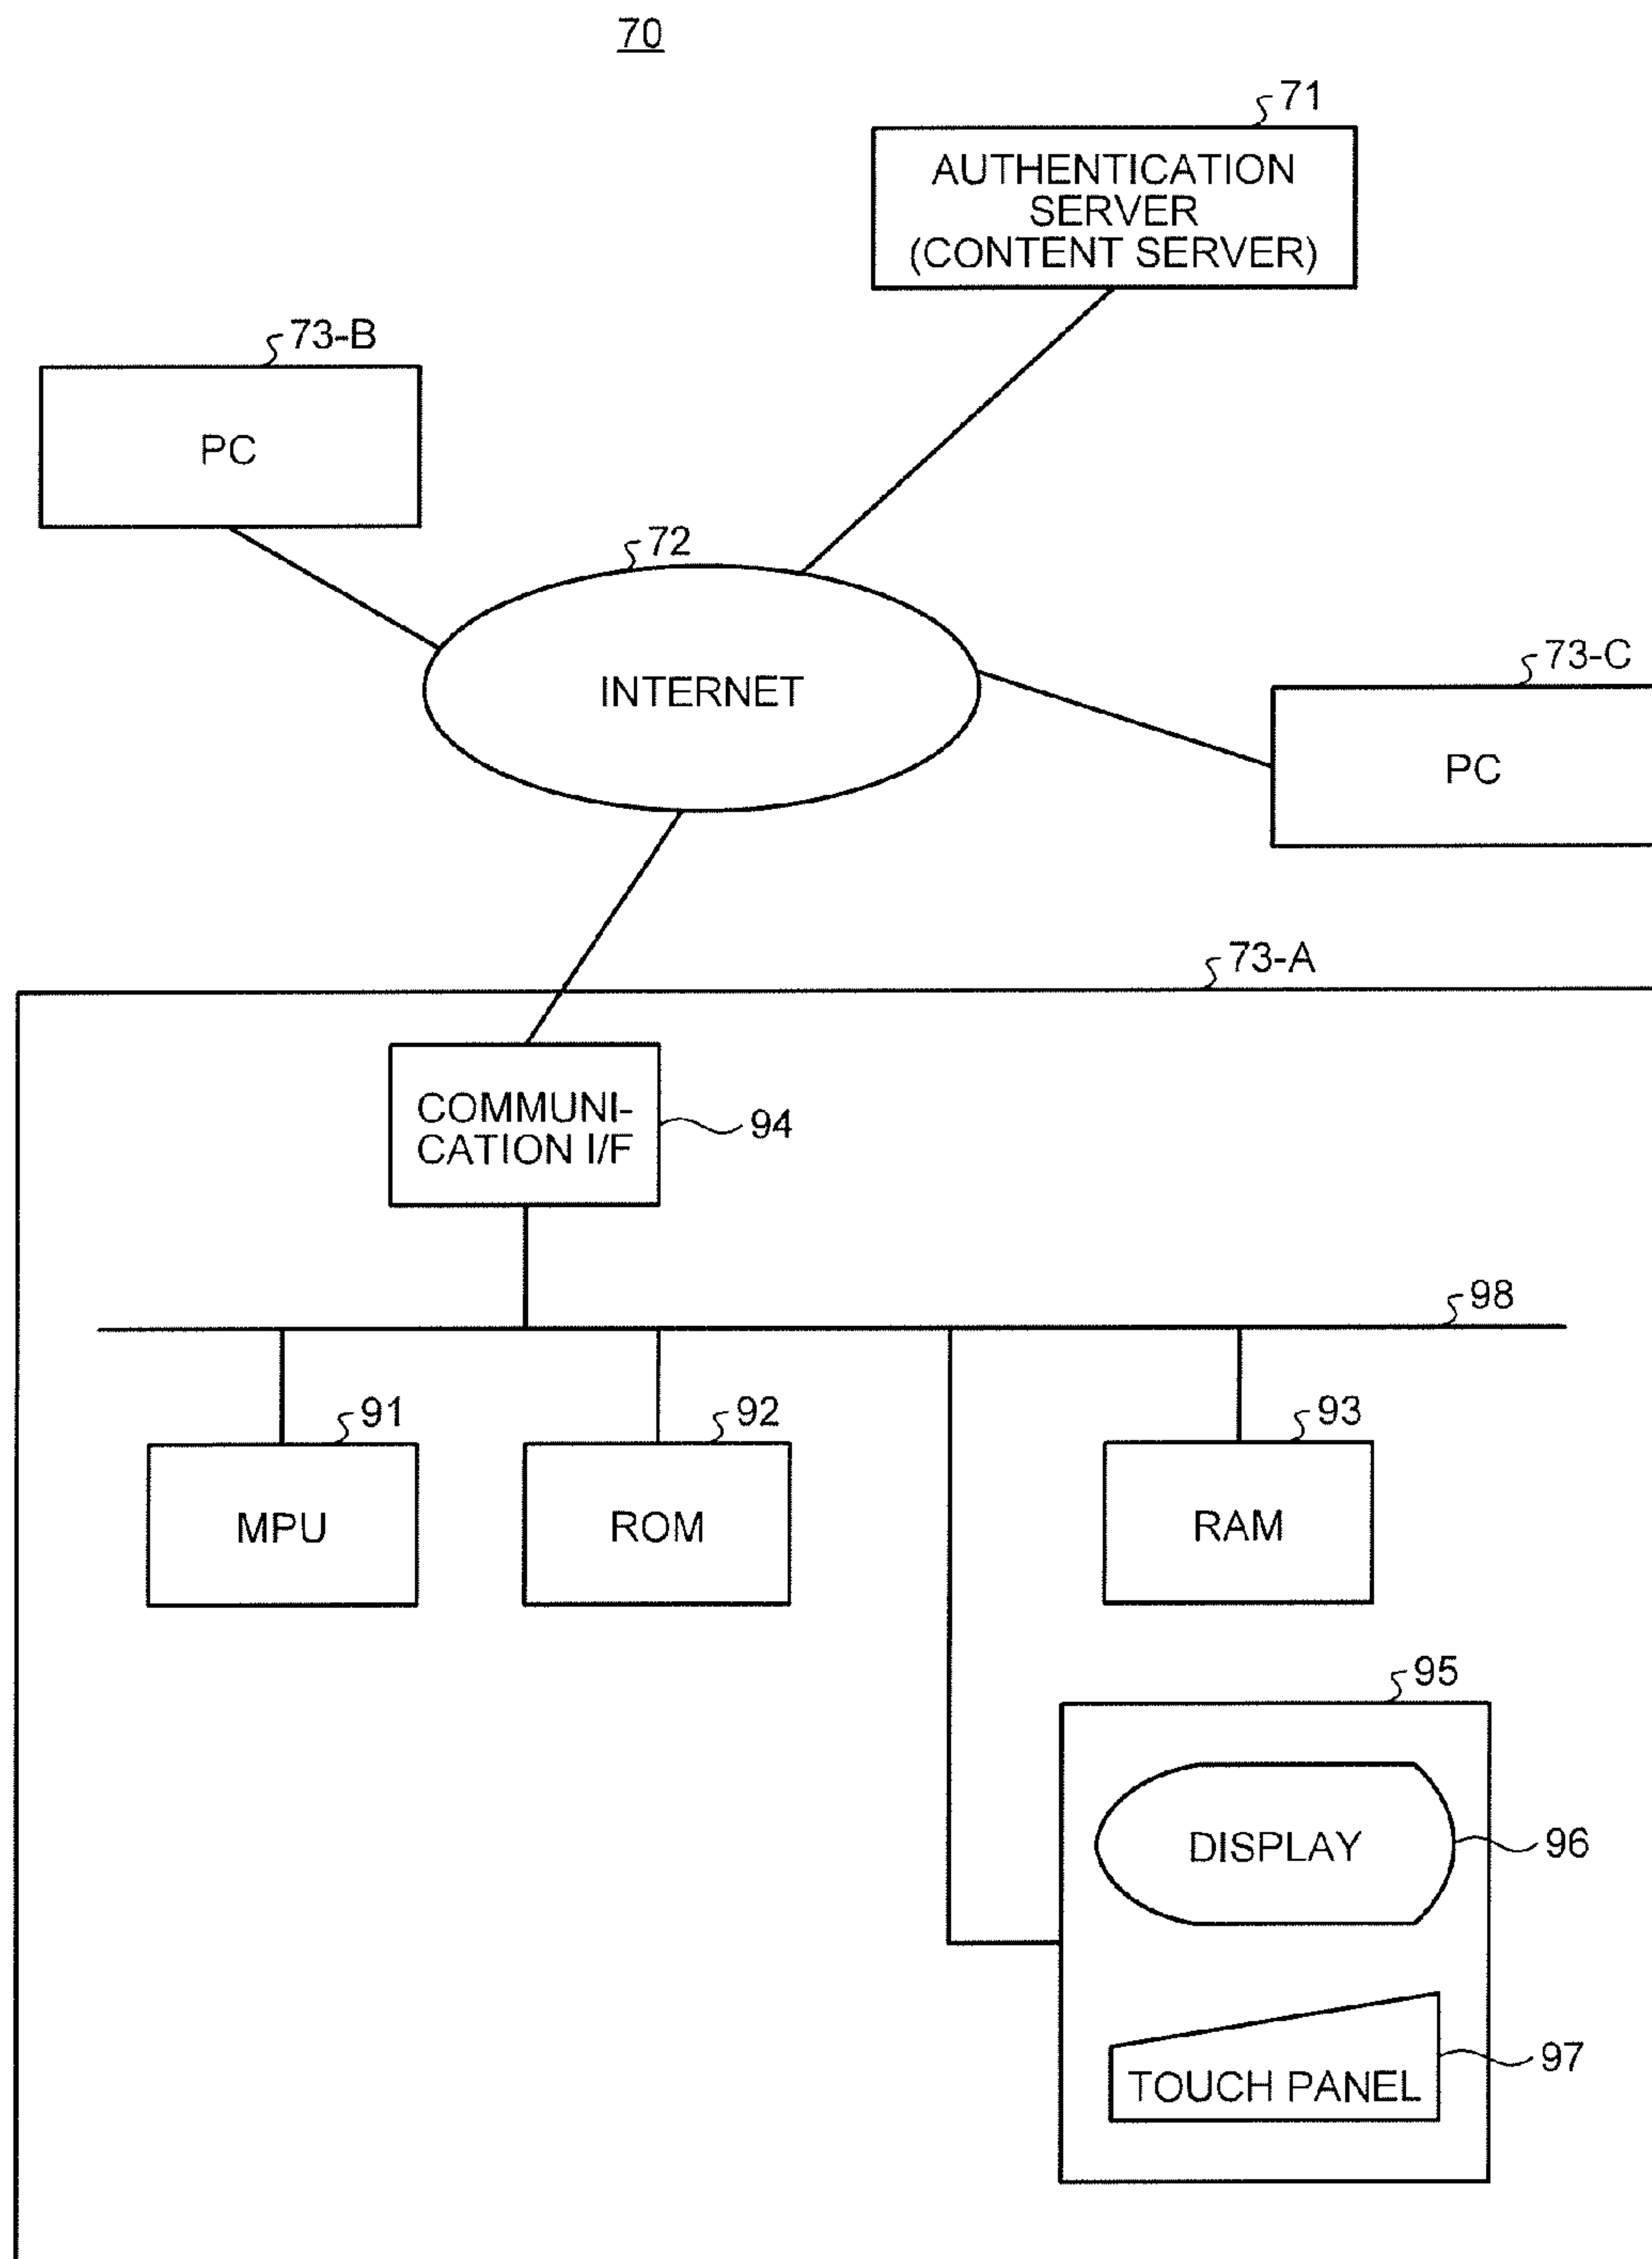 70
71
AUTHENTICATION
SERVER
(CONTENT SERVER)
73-B
PC
72
INTERNET
73-C
PC
73-A
COMMUNI-
CATION I/F
94
98
91
MPU
92
ROM
93
RAM
95
DISPLAY
96
TOUCH PANEL
97